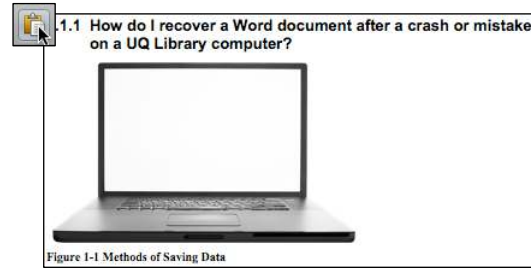 .1.1 How do I recover a Word document after a crash or mistake
on a UQ Library computer?
Figure 1-1 Methods of Saving Data